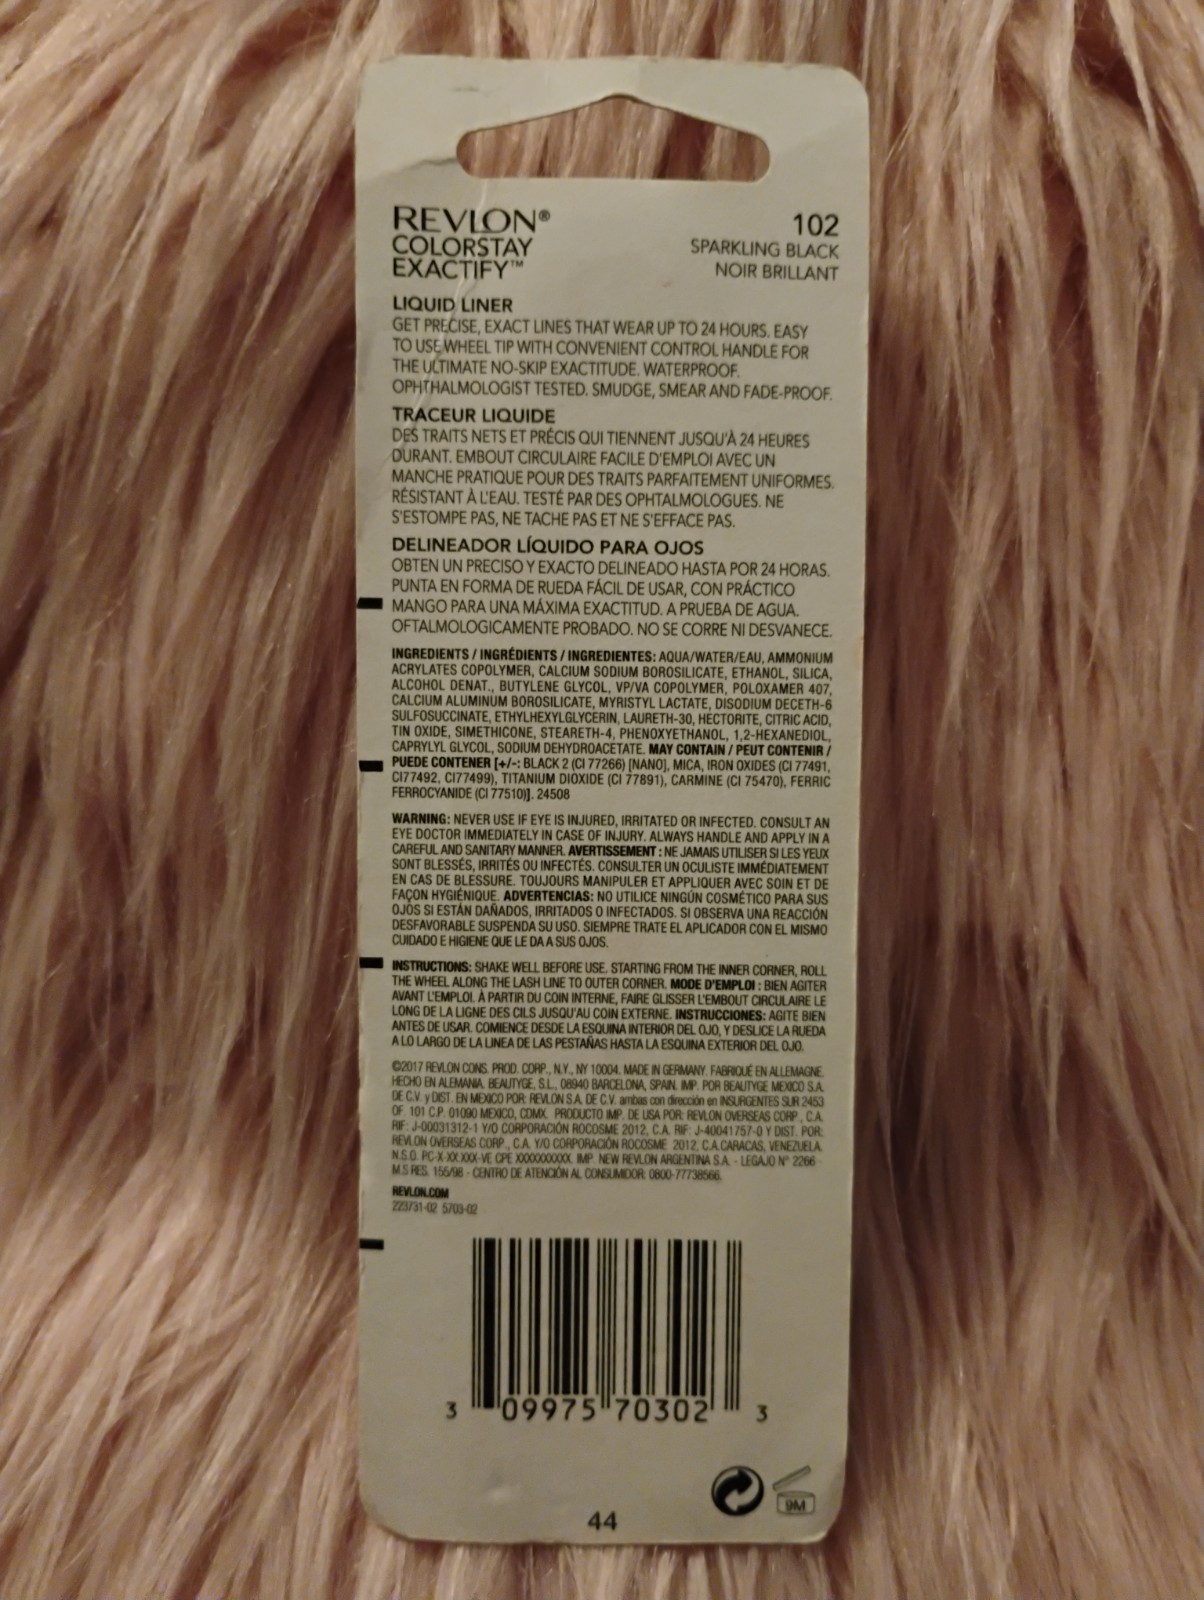 REVLON®
COLORSTAY
EXACTIFY™
102
SPARKLING BLACK
NOIR BRILLANT
LIQUID LINER
GET PRECISE, EXACT LINES THAT WEAR UP TO 24 HOURS. EASY
TO USE WHEEL TIP WITH CONVENIENT CONTROL HANDLE FOR
THE ULTIMATE NO-SKIP EXACTITUDE. WATERPROOF.
OPHTHALMOLOGIST TESTED. SMUDGE, SMEAR AND FADE-PROOF.
TRACEUR LIQUIDE
DES TRAITS NETS ET PRÉCIS QUI TIENNENT JUSQU'À 24 HEURES
DURANT. EMBOUT CIRCULAIRE FACILE D'EMPLOI AVEC UN
MANCHE PRATIQUE POUR DES TRAITS PARFAITEMENT UNIFORMES.
RÉSISTANT À L'EAU. TESTÉ PAR DES OPHTALMOLOGUES. NE
S'ESTOMPE PAS, NE TACHE PAS ET NE S'EFFACE PAS.
DELINEADOR LÍQUIDO PARA OJOS
OBTEN UN PRECISO Y EXACTO DELINEADO HASTA POR 24 HORAS.
PUNTA EN FORMA DE RUEDA FÁCIL DE USAR, CON PRÁCTICO
MANGO PARA UNA MÁXIMA EXACTITUD. A PRUEBA DE AGUA.
OFTALMOLOGICAMENTE PROBADO. NO SE CORRE NI DESVANECE.
INGREDIENTS / INGRÉDIENTS / INGREDIENTES: AQUA/WATER/EAU, AMMONIUM
ACRYLATES COPOLYMER, CALCIUM SODIUM BOROSILICATE, ETHANOL, SILICA,
ALCOHOL DENAT., BUTYLENE GLYCOL, VP/VA COPOLYMER, POLOXAMER 407,
CALCIUM ALUMINUM BOROSILICATE, MYRISTYL LACTATE, DISODIUM DECETH-6
SULFOSUCCINATE, ETHYLHEXYLGLYCERIN, LAURETH-30, HECTORITE, CITRIC ACID,
TIN OXIDE, SIMETHICONE, STEARETH-4, PHENOXYETHANOL, 1,2-HEXANEDIOL,
CAPRYLYL GLYCOL, SODIUM DEHYDROACETATE. MAY CONTAIN / PEUT CONTENIR /
PUEDE CONTENER [+/-: BLACK 2 (CI 77266) [NANO], MICA, IRON OXIDES (CI 77491,
CI77492, CI77499), TITANIUM DIOXIDE (CI 77891), CARMINE (CI 75470), FERRIC
FERROCYANIDE (CI 77510)]. 24508
WARNING: NEVER USE IF EYE IS INJURED, IRRITATED OR INFECTED. CONSULT AN
EYE DOCTOR IMMEDIATELY IN CASE OF INJURY. ALWAYS HANDLE AND APPLY IN A
CAREFUL AND SANITARY MANNER. AVERTISSEMENT : NE JAMAIS UTILISER SI LES YEUX
SONT BLESSÉS, IRRITÉS OU INFECTÉS. CONSULTER UN OCULISTE IMMÉDIATEMENT
EN CAS DE BLESSURE. TOUJOURS MANIPULER ET APPLIQUER AVEC SOIN ET DE
FAÇON HYGIÉNIQUE. ADVERTENCIAS: NO UTILICE NINGÚN COSMÉTICO PARA SUS
OJOS SI ESTÁN DAÑADOS, IRRITADOS O INFECTADOS. SI OBSERVA UNA REACCIÓN
DESFAVORABLE SUSPENDA SU USO. SIEMPRE TRATE EL APLICADOR CON EL MISMO
CUIDADO E HIGIENE QUE LE DA A SUS OJOS.
INSTRUCTIONS: SHAKE WELL BEFORE USE. STARTING FROM THE INNER CORNER, ROLL
THE WHEEL ALONG THE LASH LINE TO OUTER CORNER. MODE D'EMPLOI : BIEN AGITER
AVANT L'EMPLOI. À PARTIR DU COIN INTERNE, FAIRE GLISSER L'EMBOUT CIRCULAIRE LE
LONG DE LA LIGNE DES CILS JUSQU'AU COIN EXTERNE. INSTRUCCIONES: AGITE BIEN
ANTES DE USAR. COMIENCE DESDE LA ESQUINA INTERIOR DEL OJO, Y DESLICE LA RUEDA
A LO LARGO DE LA LINEA DE LAS PESTAÑAS HASTA LA ESQUINA EXTERIOR DEL OJO.
©2017 REVLON CONS. PROD. CORP., N.Y., NY 10004. MADE IN GERMANY. FABRIQUÉ EN ALLEMAGNE.
HECHO EN ALEMANIA. BEAUTYGE, S.L., 08940 BARCELONA, SPAIN. IMP. POR BEAUTYGE MEXICO S.A.
DE C.V. y DIST. EN MEXICO POR: REVLON S.A. DE C.V. ambas con dirección en INSURGENTES SUR 2453
OF 101 C.P. 01090 MEXICO, CDMX. PRODUCTO IMP. DE USA POR: REVLON OVERSEAS CORP., C.A.
RIF: J-00031312-1 Y/O CORPORACIÓN ROCOSME 2012, C.A. RIF: J-40041757-0 Y DIST. POR:
REVLON OVERSEAS CORP., C.A. Y/O CORPORACIÓN ROCOSME 2012, C.A.CARACAS, VENEZUELA.
N.S.O. PC-X-XX.XXX-VE CPE XXXXXXXXXX. IMP. NEW REVLON ARGENTINA S.A. - LEGAJO N° 2266 -
M.S RES. 155/98 - CENTRO DE ATENCIÓN AL CONSUMIDOR: 0800-77738566.
REVLON.COM
223731-02 5703-02
3 09975 70302 3
9M
44